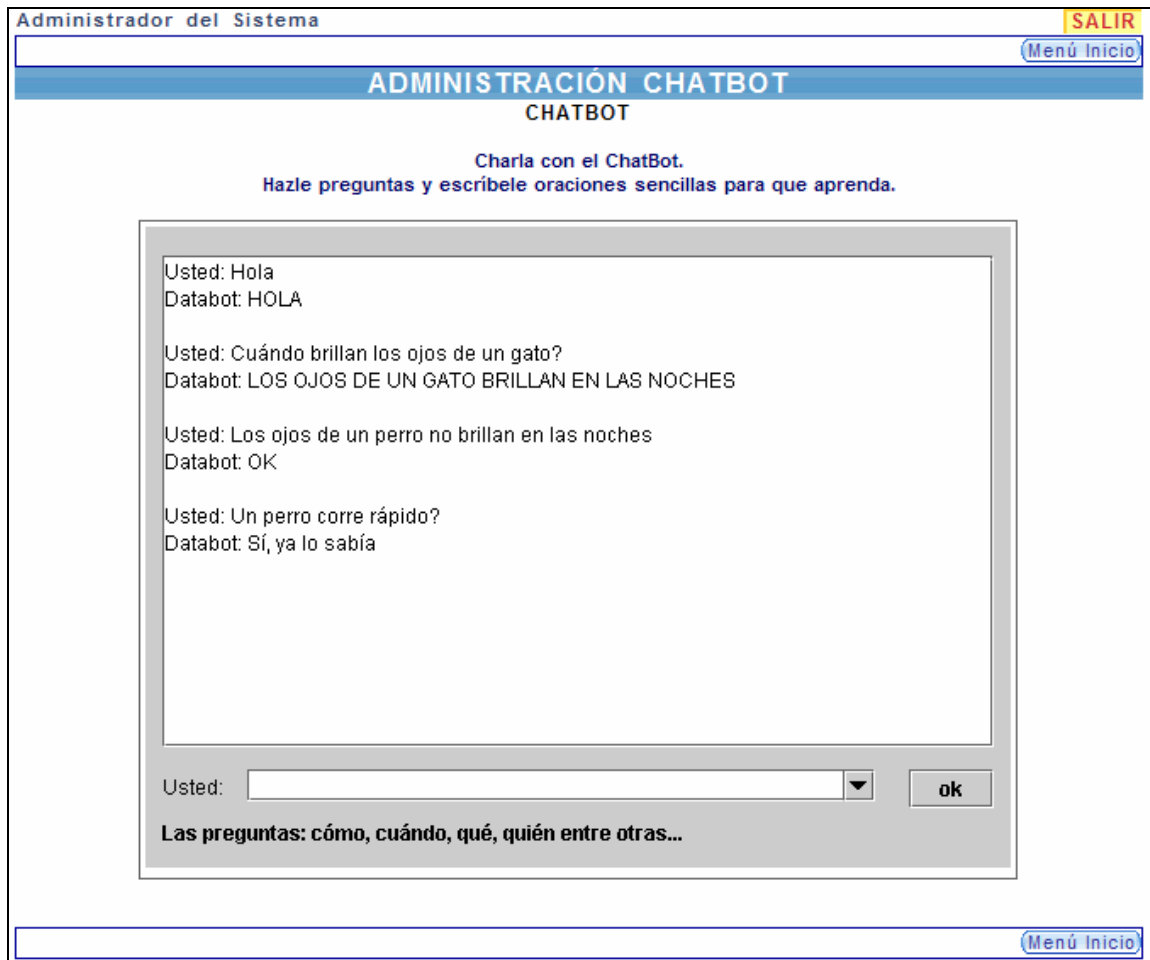 Administrador del Sistema SALIR
Menú Inicio
ADMINISTRACIÓN CHATBOT
CHATBOT
Charla con el ChatBot.
Hazle preguntas y escríbele oraciones sencillas para que aprenda.
Usted: Hola
Databot: HOLA
Usted: Cuándo brillan los ojos de un gato?
Databot: LOS OJOS DE UN GATO BRILLAN EN LAS NOCHES
Usted: Los ojos de un perro no brillan en las noches
Databot: OK
Usted: Un perro corre rápido?
Databot: Sí, ya lo sabía
Usted: ok
Las preguntas: cómo, cuándo, qué, quién entre otras...
Menú Inicio